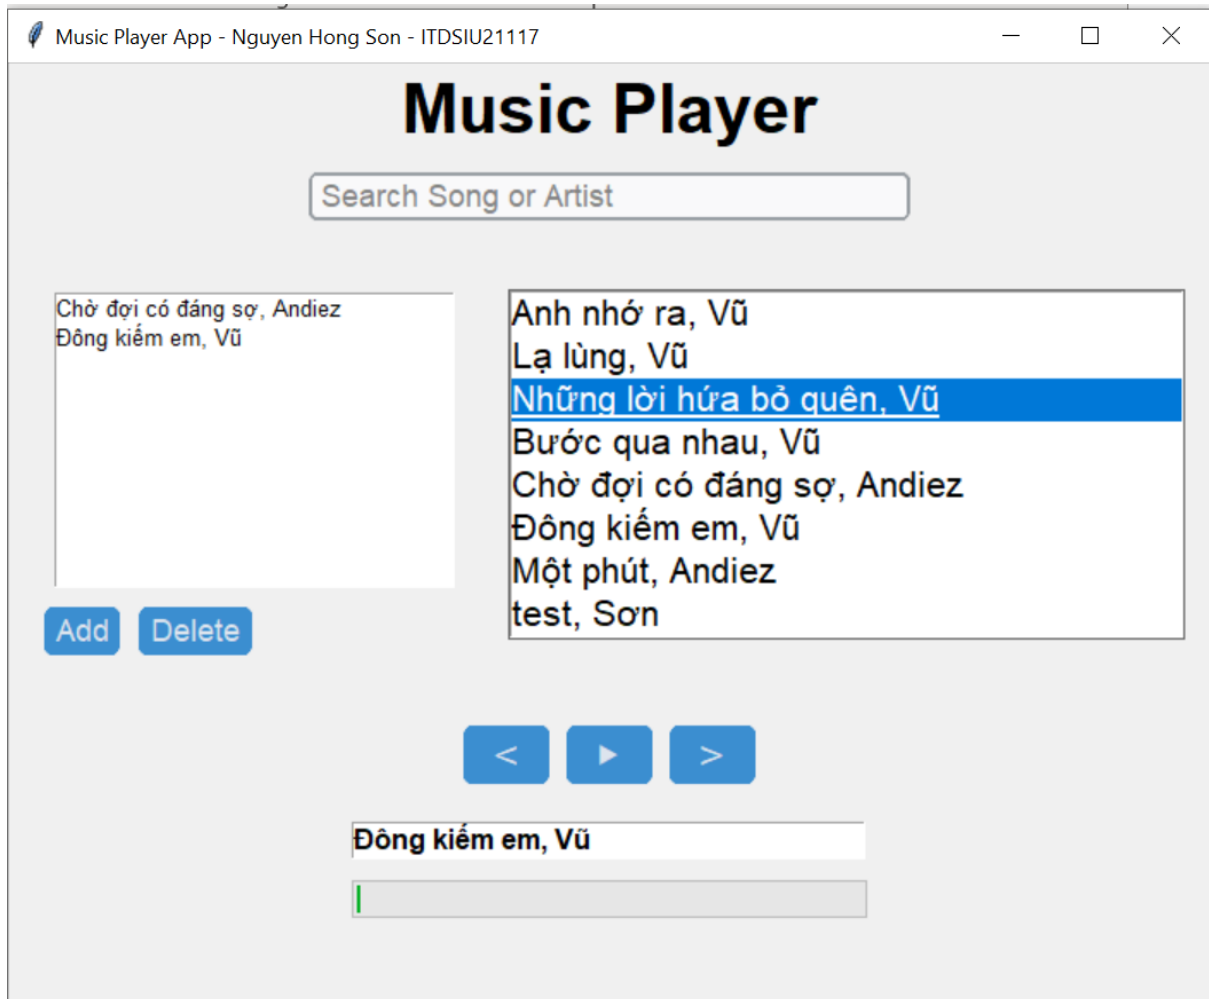 Music Player App - Nguyen Hong Son - ITDSIU21117
Music Player
Search Song or Artist
Chờ đợi có đáng sợ, Andiez
Đông kiếm em, Vũ
Add
Delete
Anh nhớ ra, Vũ
Lạ lùng, Vũ
Những lời hứa bỏ quên, Vũ
Bước qua nhau, Vũ
Chờ đợi có đáng sợ, Andiez
Đông kiếm em, Vũ
Một phút, Andiez
test, Sơn
<
>
Đông kiếm em, Vũ